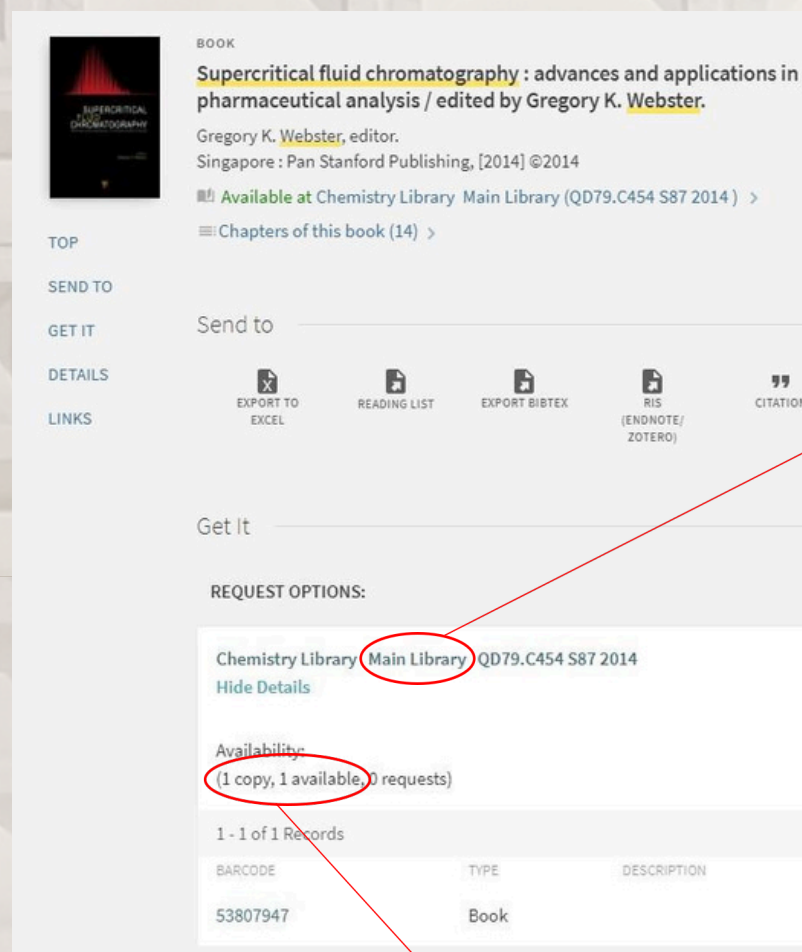 BOOK
Supercritical fluid chromatography : advances and applications in
pharmaceutical analysis / edited by Gregory K. Webster.
Gregory K. Webster, editor.
Singapore : Pan Stanford Publishing, [2014] ©2014
Available at Chemistry Library Main Library (QD79.C454 S87 2014 ) >
Chapters of this book (14) >
SUPERCRITICAL
FLUID
CHROMATOGRAPHY
TOP
SEND TO
GET IT
DETAILS
LINKS
Send to
EXPORT TO
EXCEL
READING LIST
EXPORT BIBTEX
RIS
(ENDNOTE/
ZOTERO)
CITATION
Get It
REQUEST OPTIONS:
Chemistry Library Main Library QD79.C454 S87 2014
Hide Details
Availability:
(1 copy, 1 available, 0 requests)
1 - 1 of 1 Records
BARCODE TYPE DESCRIPTION
53807947 Book